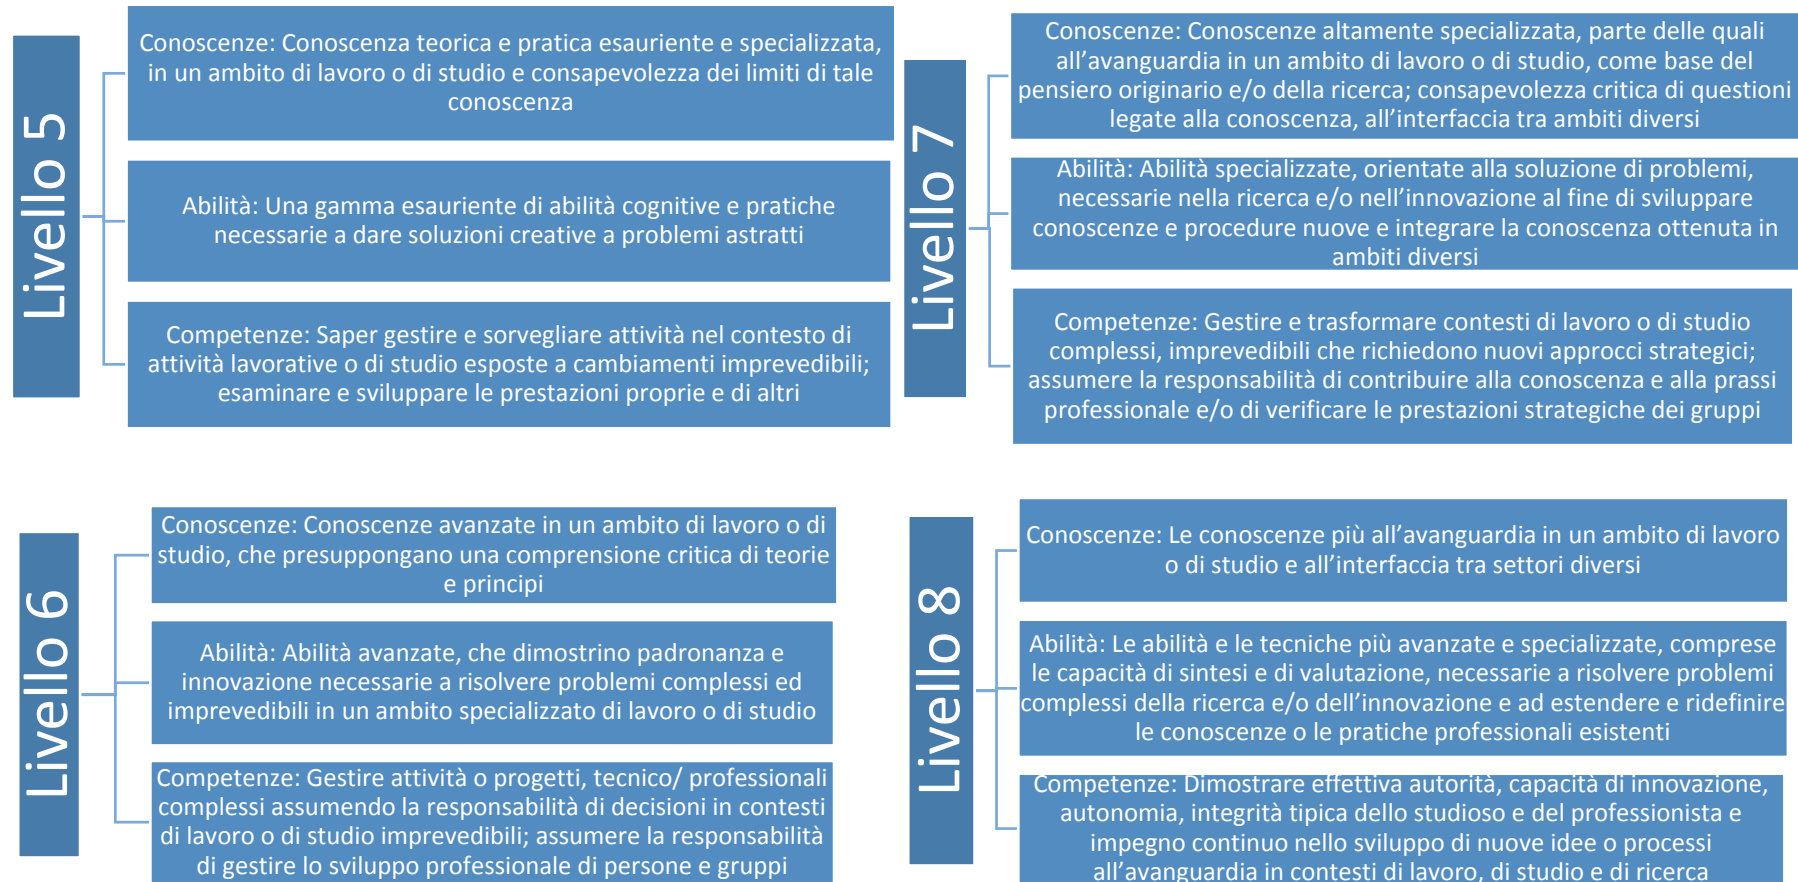 Livello 5
Conoscenze: Conoscenza teorica e pratica esauriente e specializzata,
in un ambito di lavoro o di studio e consapevolezza dei limiti di tale
conoscenza
Abilità: Una gamma esauriente di abilità cognitive e pratiche
necessarie a dare soluzioni creative a problemi astratti
Competenze: Saper gestire e sorvegliare attività nel contesto di
attività lavorative o di studio esposte a cambiamenti imprevedibili;
esaminare e sviluppare le prestazioni proprie e di altri
Livello 7
Conoscenze: Conoscenze altamente specializzata, parte delle quali
all’avanguardia in un ambito di lavoro o di studio, come base del
pensiero originario e/o della ricerca; consapevolezza critica di questioni
legate alla conoscenza, all’interfaccia tra ambiti diversi
Abilità: Abilità specializzate, orientate alla soluzione di problemi,
necessarie nella ricerca e/o nell’innovazione al fine di sviluppare
conoscenze e procedure nuove e integrare la conoscenza ottenuta in
ambiti diversi
Competenze: Gestire e trasformare contesti di lavoro o di studio
complessi, imprevedibili che richiedono nuovi approcci strategici;
assumere la responsabilità di contribuire alla conoscenza e alla prassi
professionale e/o di verificare le prestazioni strategiche dei gruppi
Livello 6
Conoscenze: Conoscenze avanzate in un ambito di lavoro o di
studio, che presuppongano una comprensione critica di teorie
e principi
Abilità: Abilità avanzate, che dimostrino padronanza e
innovazione necessarie a risolvere problemi complessi ed
imprevedibili in un ambito specializzato di lavoro o di studio
Competenze: Gestire attività o progetti, tecnico/ professionali
complessi assumendo la responsabilità di decisioni in contesti
di lavoro o di studio imprevedibili; assumere la responsabilità
di gestire lo sviluppo professionale di persone e gruppi
Livello 8
Conoscenze: Le conoscenze più all’avanguardia in un ambito di lavoro
o di studio e all’interfaccia tra settori diversi
Abilità: Le abilità e le tecniche più avanzate e specializzate, comprese
le capacità di sintesi e di valutazione, necessarie a risolvere problemi
complessi della ricerca e/o dell’innovazione e ad estendere e ridefinire
le conoscenze o le pratiche professionali esistenti
Competenze: Dimostrare effettiva autorità, capacità di innovazione,
autonomia, integrità tipica dello studioso e del professionista e
impegno continuo nello sviluppo di nuove idee o processi
all’avanguardia in contesti di lavoro, di studio e di ricerca